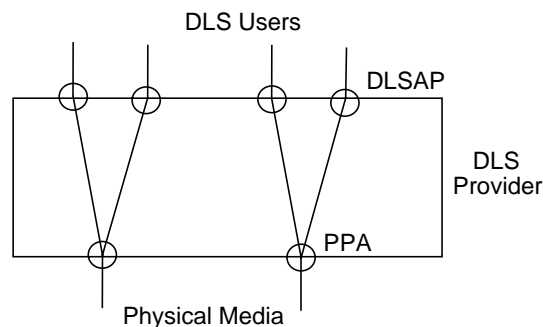 DLS Users
DLSAP
DLS
Provider
PPA
Physical Media